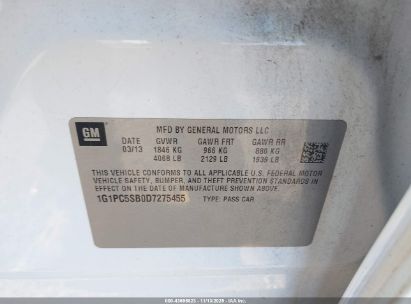 GM
MFD BY GENERAL MOTORS LLC
DATE GVWR GAWR FRT GAWR RR
03/13 1845 KG 966 KG 880 KG
4068 LB 2129 LB 1939 LB
THIS VEHICLE CONFORMS TO ALL APPLICABLE U.S. FEDERAL MOTOR
VEHICLE SAFETY, BUMPER, AND THEFT PREVENTION STANDARDS
IN EFFECT ON THE DATE OF MANUFACTURE SHOWN ABOVE.
1G1PC5SB0D7275455 TYPE: PASS CAR